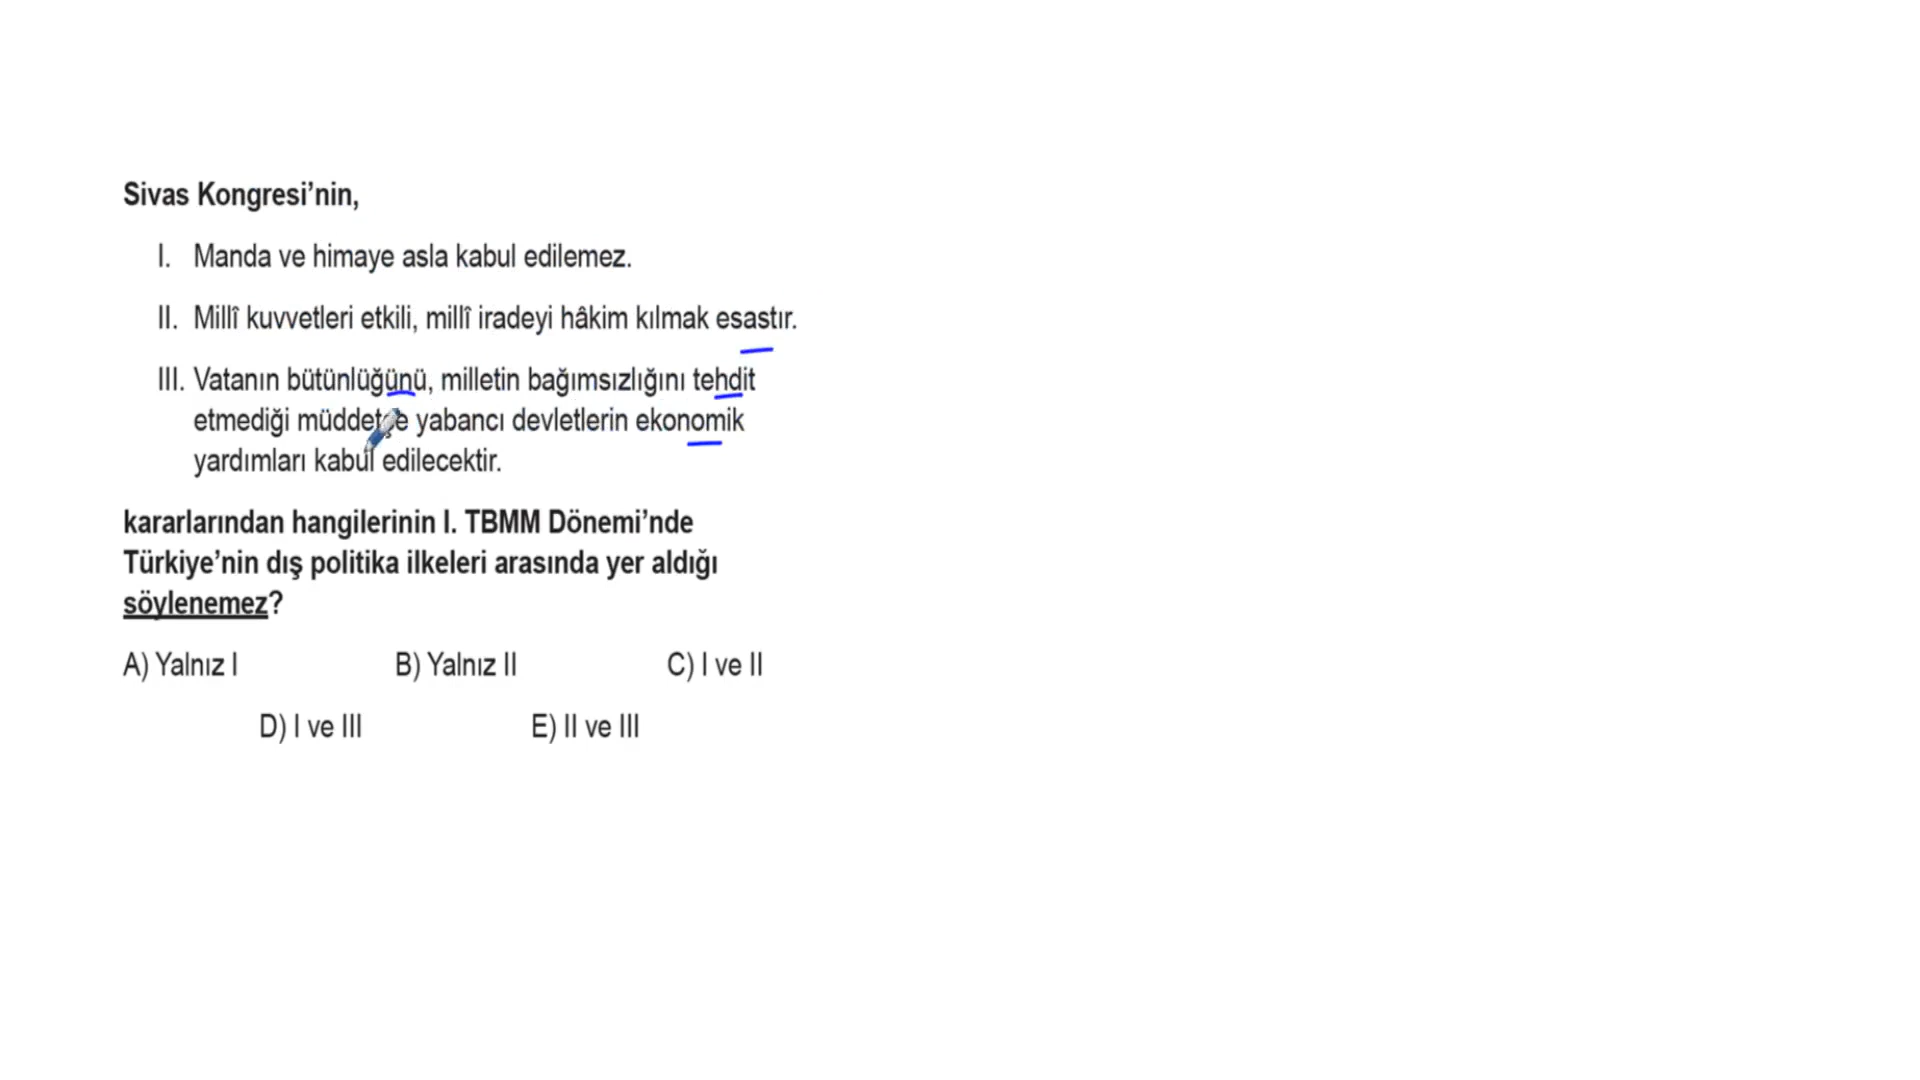 Sivas Kongresi’nin,
I. Manda ve himaye asla kabul edilemez.
II. Millî kuvvetleri etkili, millî iradeyi hâkim kılmak esastır.
III. Vatanın bütünlüğünü, milletin bağımsızlığını tehdit
etmediği müddetçe yabancı devletlerin ekonomik
yardımları kabul edilecektir.
kararlarından hangilerinin I. TBMM Dönemi’nde
Türkiye’nin dış politika ilkeleri arasında yer aldığı
söylenemez?
A) Yalnız I B) Yalnız II C) I ve II
D) I ve III E) II ve III